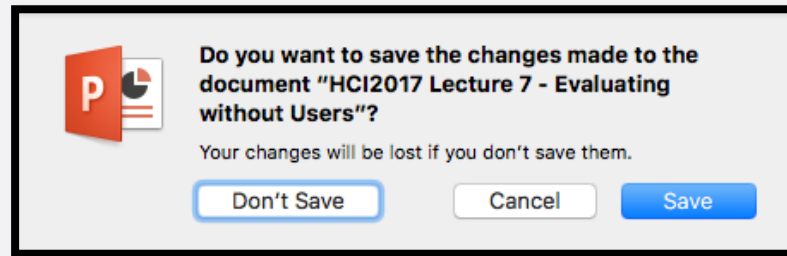 Do you want to save the changes made to the
document "HCI2017 Lecture 7 - Evaluating
without Users"?
Your changes will be lost if you don't save them.
Don't Save Cancel Save
P